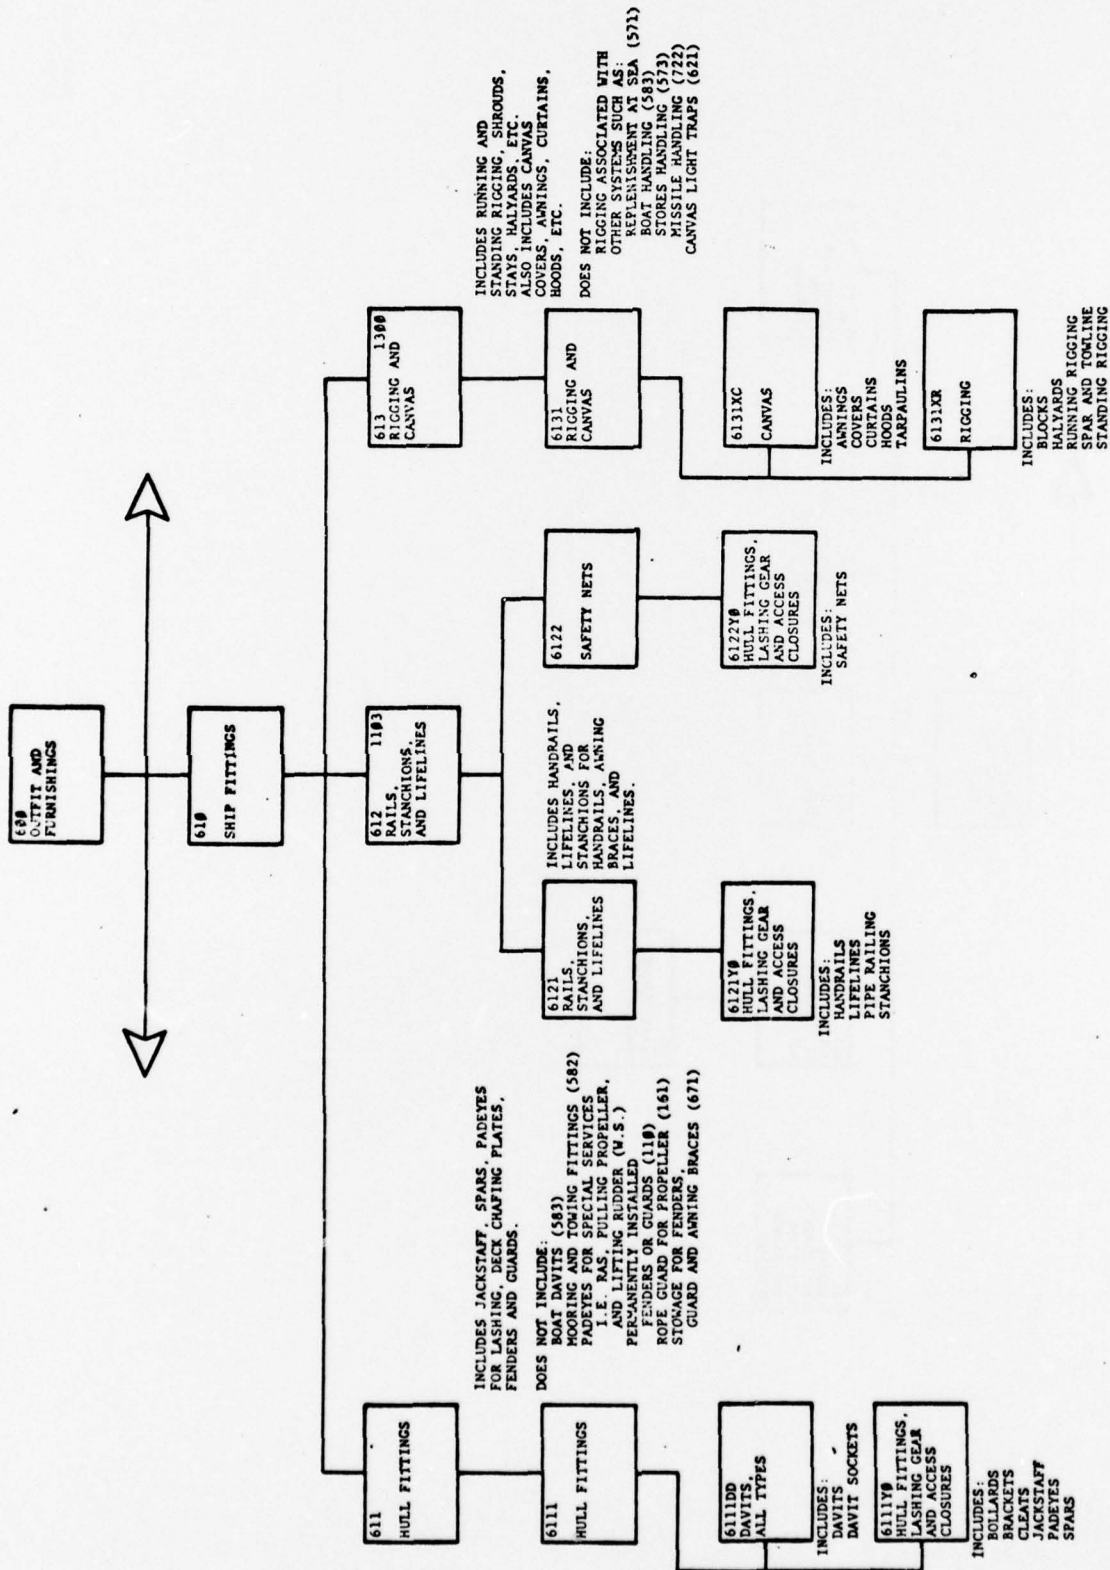 600
OUTFIT AND
FURNISHINGS
610
SHIP FITTINGS
611
HULL FITTINGS
INCLUDES JACKSTAFF, SPARS, PADEYES
FOR LASHING, DECK CHAFING PLATES,
FENDERS AND GUARDS.
DOES NOT INCLUDE:
BOAT DAVITS (583)
MOORING AND TOWING FITTINGS (582)
PADEYES FOR SPECIAL SERVICES
I.E. RAS, PULLING PROPELLER,
AND LIFTING RUDDER (W.S.)
PERMANENTLY INSTALLED
FENDERS OR GUARDS (110)
ROPE GUARD FOR PROPELLER (161)
STOWAGE FOR FENDERS,
GUARD AND AWNING BRACES (671)
6111
HULL FITTINGS
6111DD
DAVITS,
ALL TYPES
INCLUDES:
DAVITS
DAVIT SOCKETS
6111Y0
HULL FITTINGS,
LASHING GEAR
AND ACCESS
CLOSURES
INCLUDES:
BOLLARDS
BRACKETS
CLEATS
JACKSTAFF
PADEYES
SPARS
612 1103
RAILS,
STANCHIONS,
AND LIFELINES
6121
RAILS,
STANCHIONS,
AND LIFELINES
INCLUDES HANDRAILS,
LIFELINES, AND
STANCHIONS FOR
HANDRAILS, AWNING
BRACES, AND
LIFELINES.
6121Y0
HULL FITTINGS,
LASHING GEAR
AND ACCESS
CLOSURES
INCLUDES:
HANDRAILS
LIFELINES
PIPE RAILING
STANCHIONS
6122
SAFETY NETS
6122Y0
HULL FITTINGS,
LASHING GEAR
AND ACCESS
CLOSURES
INCLUDES:
SAFETY NETS
613 1300
RIGGING AND
CANVAS
INCLUDES RUNNING AND
STANDING RIGGING, SHROUDS,
STAYS, HALYARDS, ETC.
ALSO INCLUDES CANVAS
COVERS, AWNINGS, CURTAINS,
HOODS, ETC.
DOES NOT INCLUDE:
RIGGING ASSOCIATED WITH
OTHER SYSTEMS SUCH AS:
REPLENISHMENT AT SEA (571)
BOAT HANDLING (583)
STORES HANDLING (573)
MISSILE HANDLING (722)
CANVAS LIGHT TRAPS (621)
6131
RIGGING AND
CANVAS
6131XC
CANVAS
INCLUDES:
AWNINGS
COVERS
CURTAINS
HOODS
TARPAULINS
6131XR
RIGGING
INCLUDES:
BLOCKS
HALYARDS
RUNNING RIGGING
SPAR AND TOWLINE
STANDING RIGGING